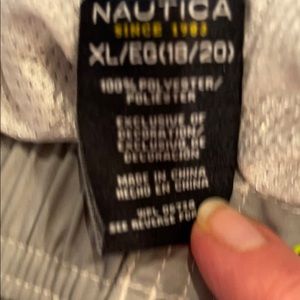 NAUTICA
SINCE 1983
XL/EG(18/20)
100% POLYESTER/
POLIESTER
EXCLUSIVE OF
DECORATION/
EXCLUSIVA DE
DECORACION
MADE IN CHINA
HECHO EN CHINA
SEE REVERSE FOR